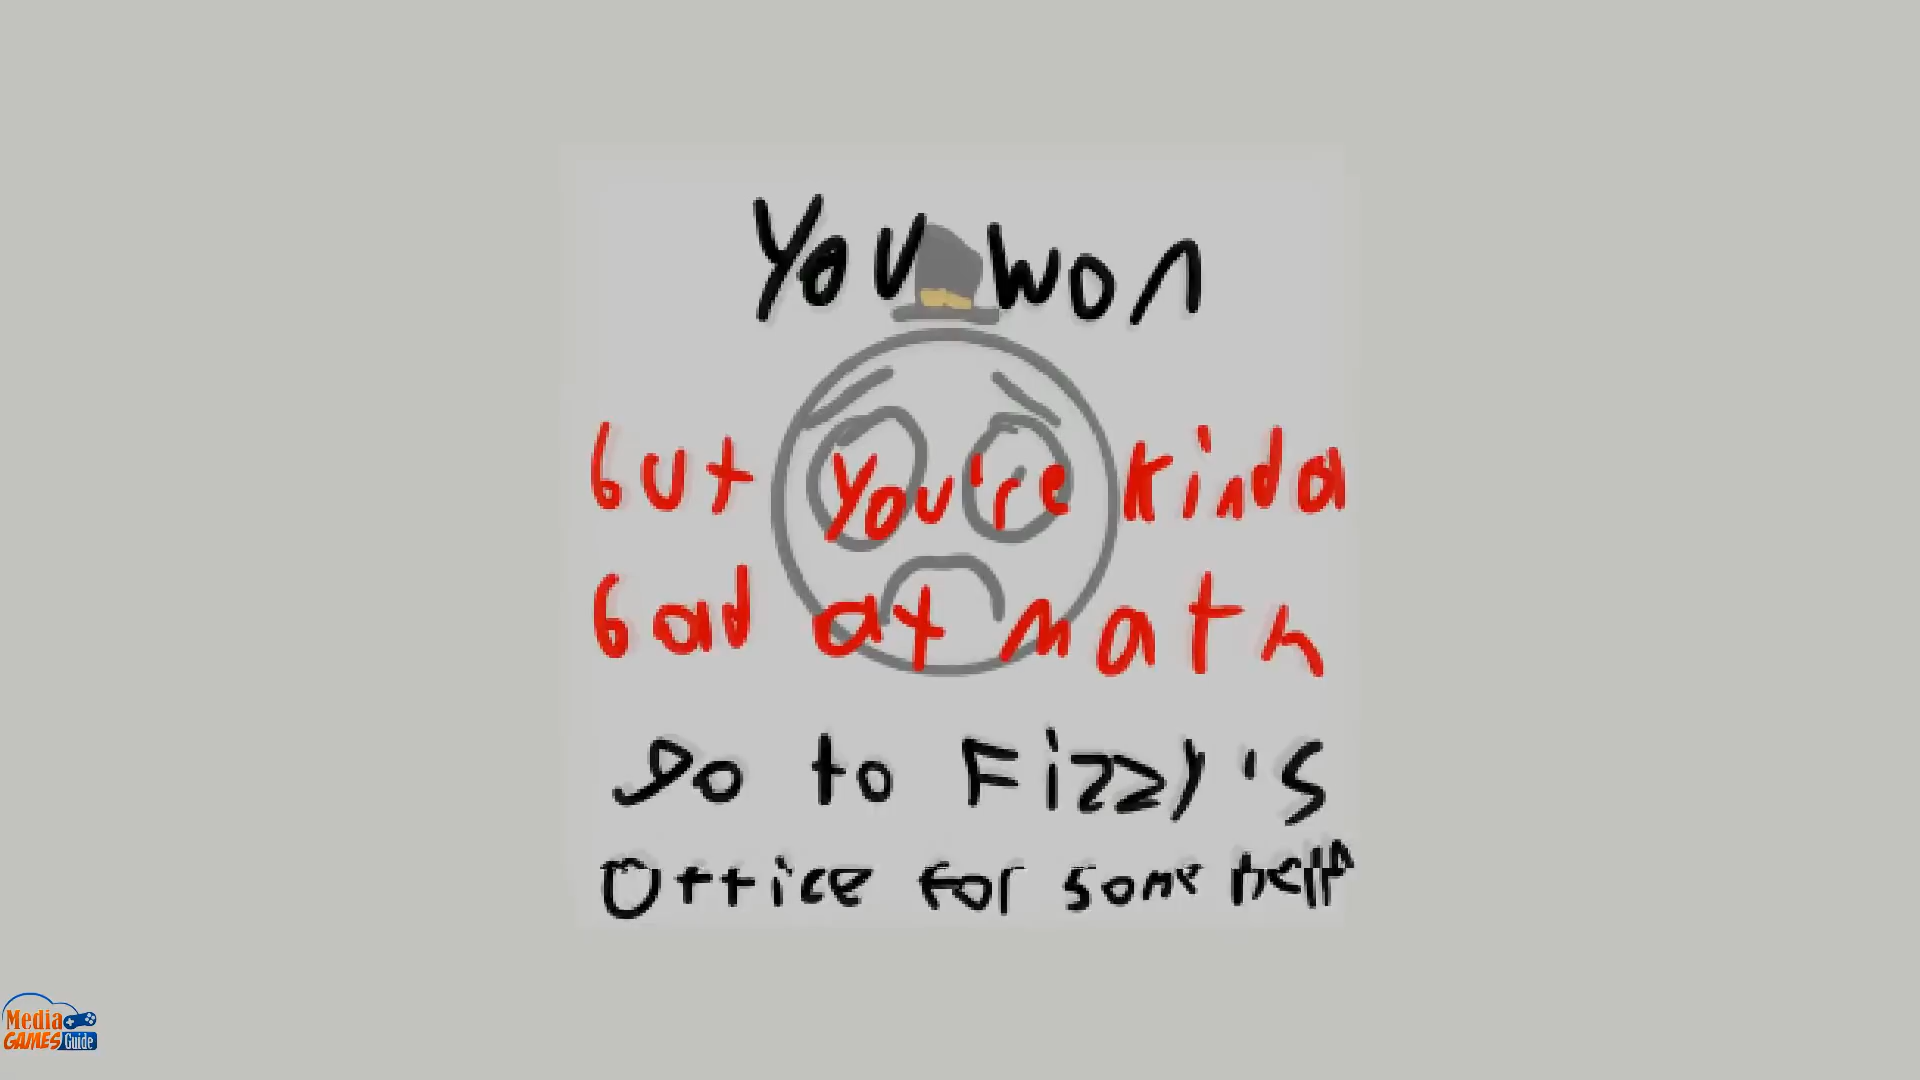 You won
but you're kinda
bad at math
go to Fizzy's
Office for some help
Media
GAMES Guide